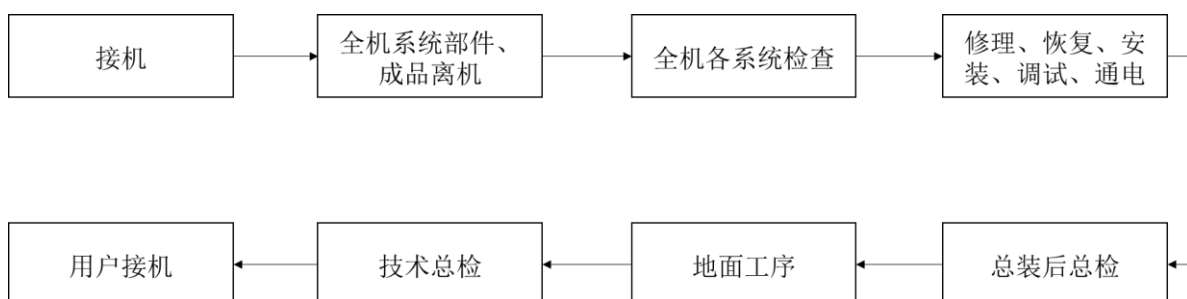 接机
全机系统部件、
成品离机
全机各系统检查
修理、恢复、安
装、调试、通电
总装后总检
地面工序
技术总检
用户接机